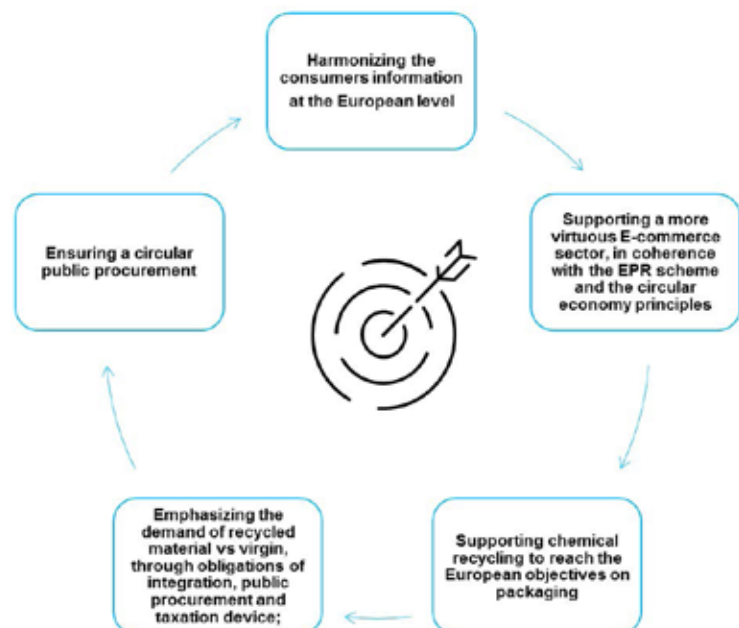 Harmonizing the
consumers information
at the European level
Supporting a more
virtuous E-commerce
sector, in coherence
with the EPR scheme
and the circular
economy principles
Supporting chemical
recycling to reach the
European objectives on
packaging
Emphasizing the
demand of recycled
material vs virgin,
through obligations of
integration, public
procurement and
taxation device;
Ensuring a circular
public procurement